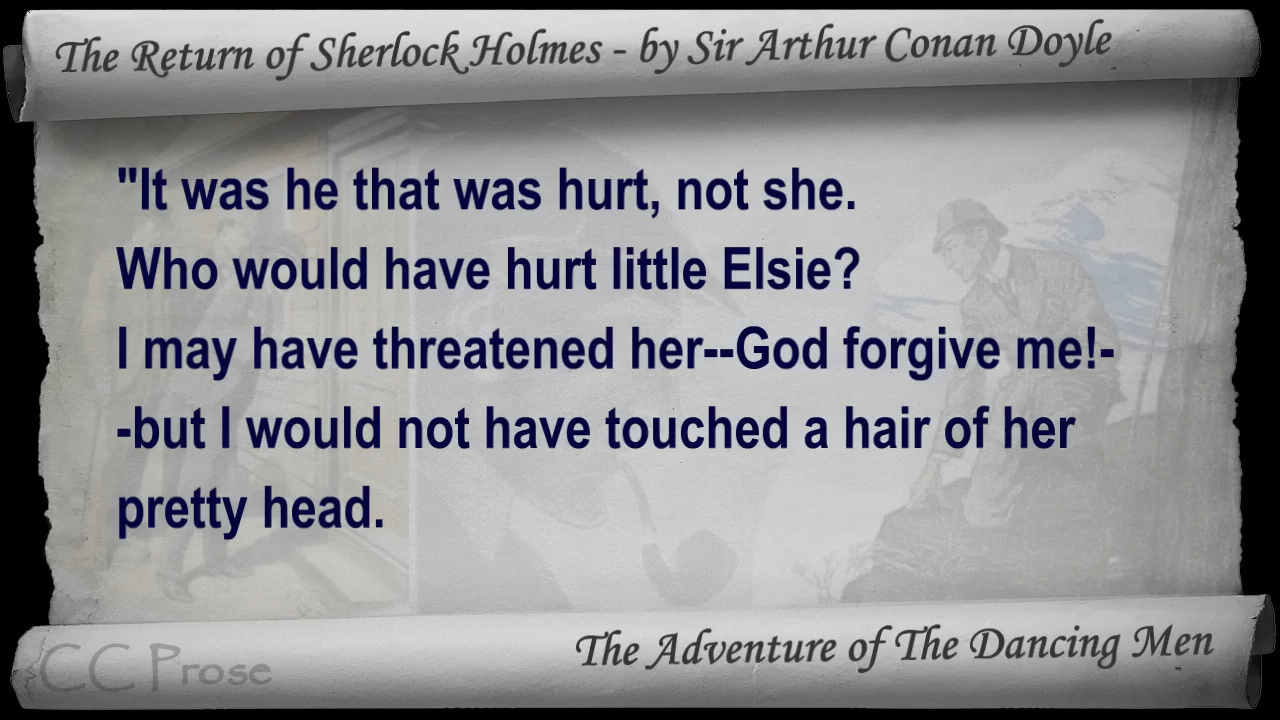 The Return of Sherlock Holmes - by Sir Arthur Conan Doyle
"It was he that was hurt, not she.
Who would have hurt little Elsie?
I may have threatened her--God forgive me!-
-but I would not have touched a hair of her
pretty head.
The Adventure of The Dancing Men
CC Prose